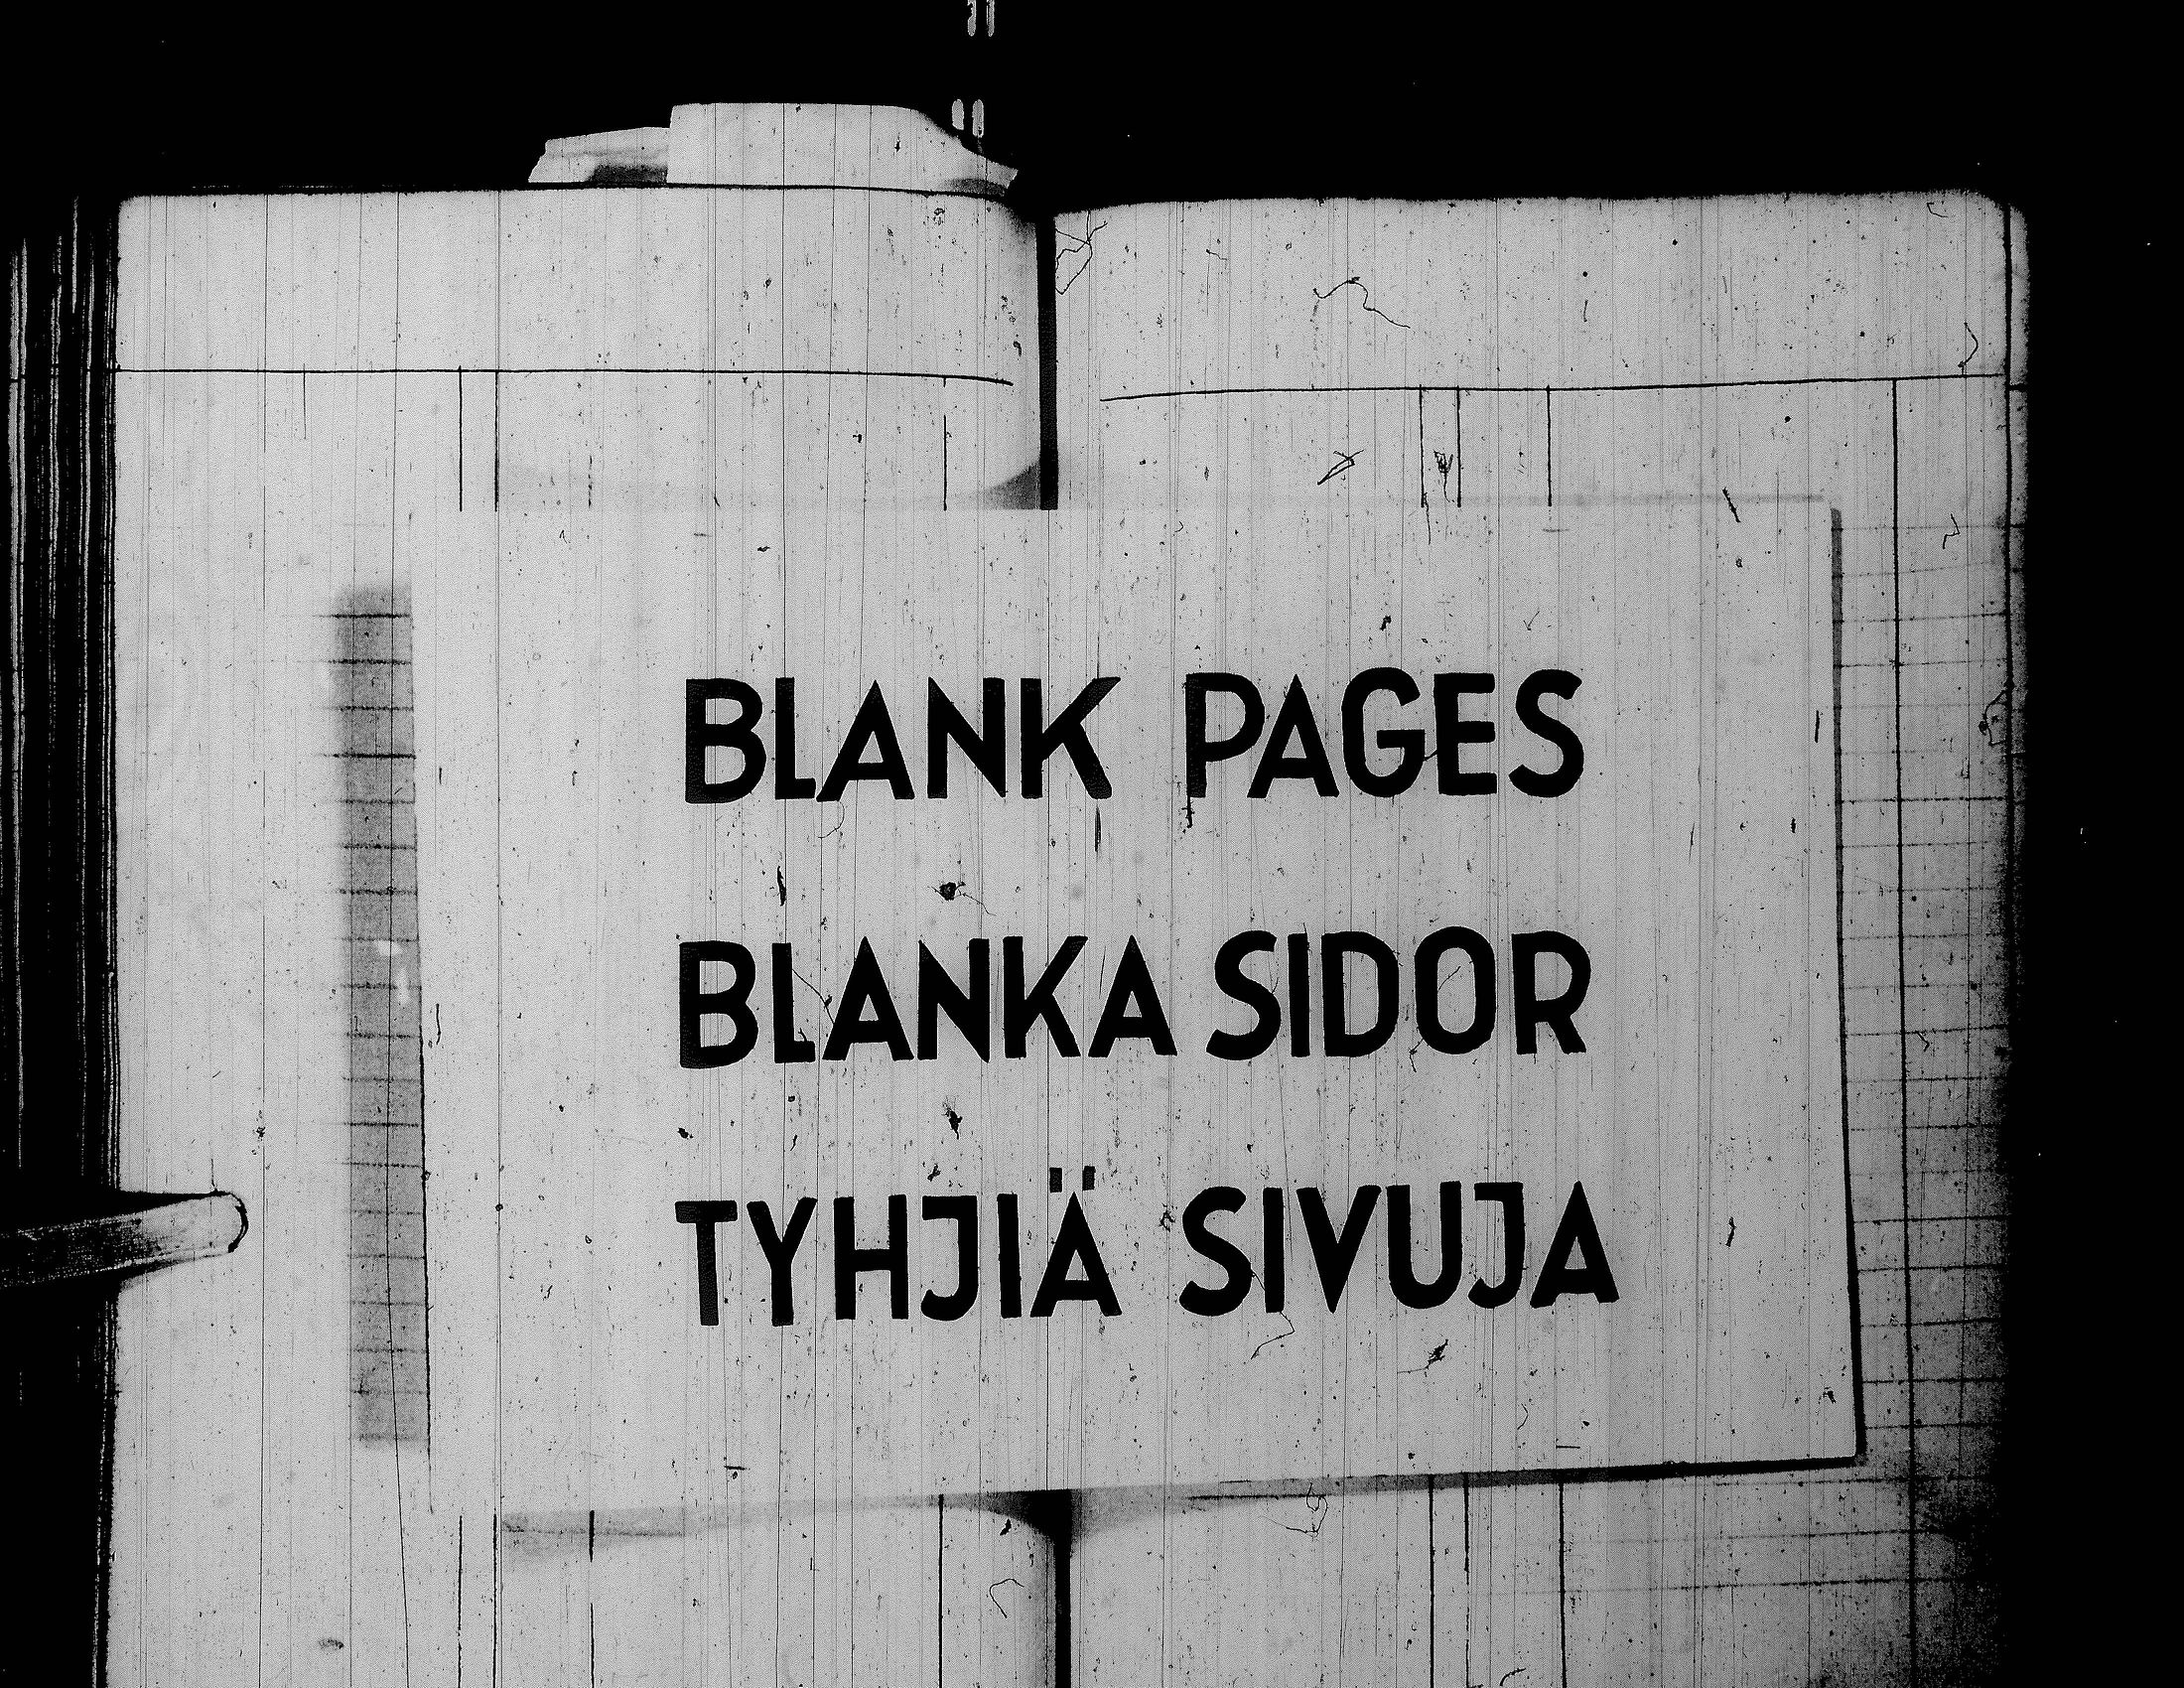 BLANK PAGES
BLANKA SIDOR
TYHJIÄ SIVUJA